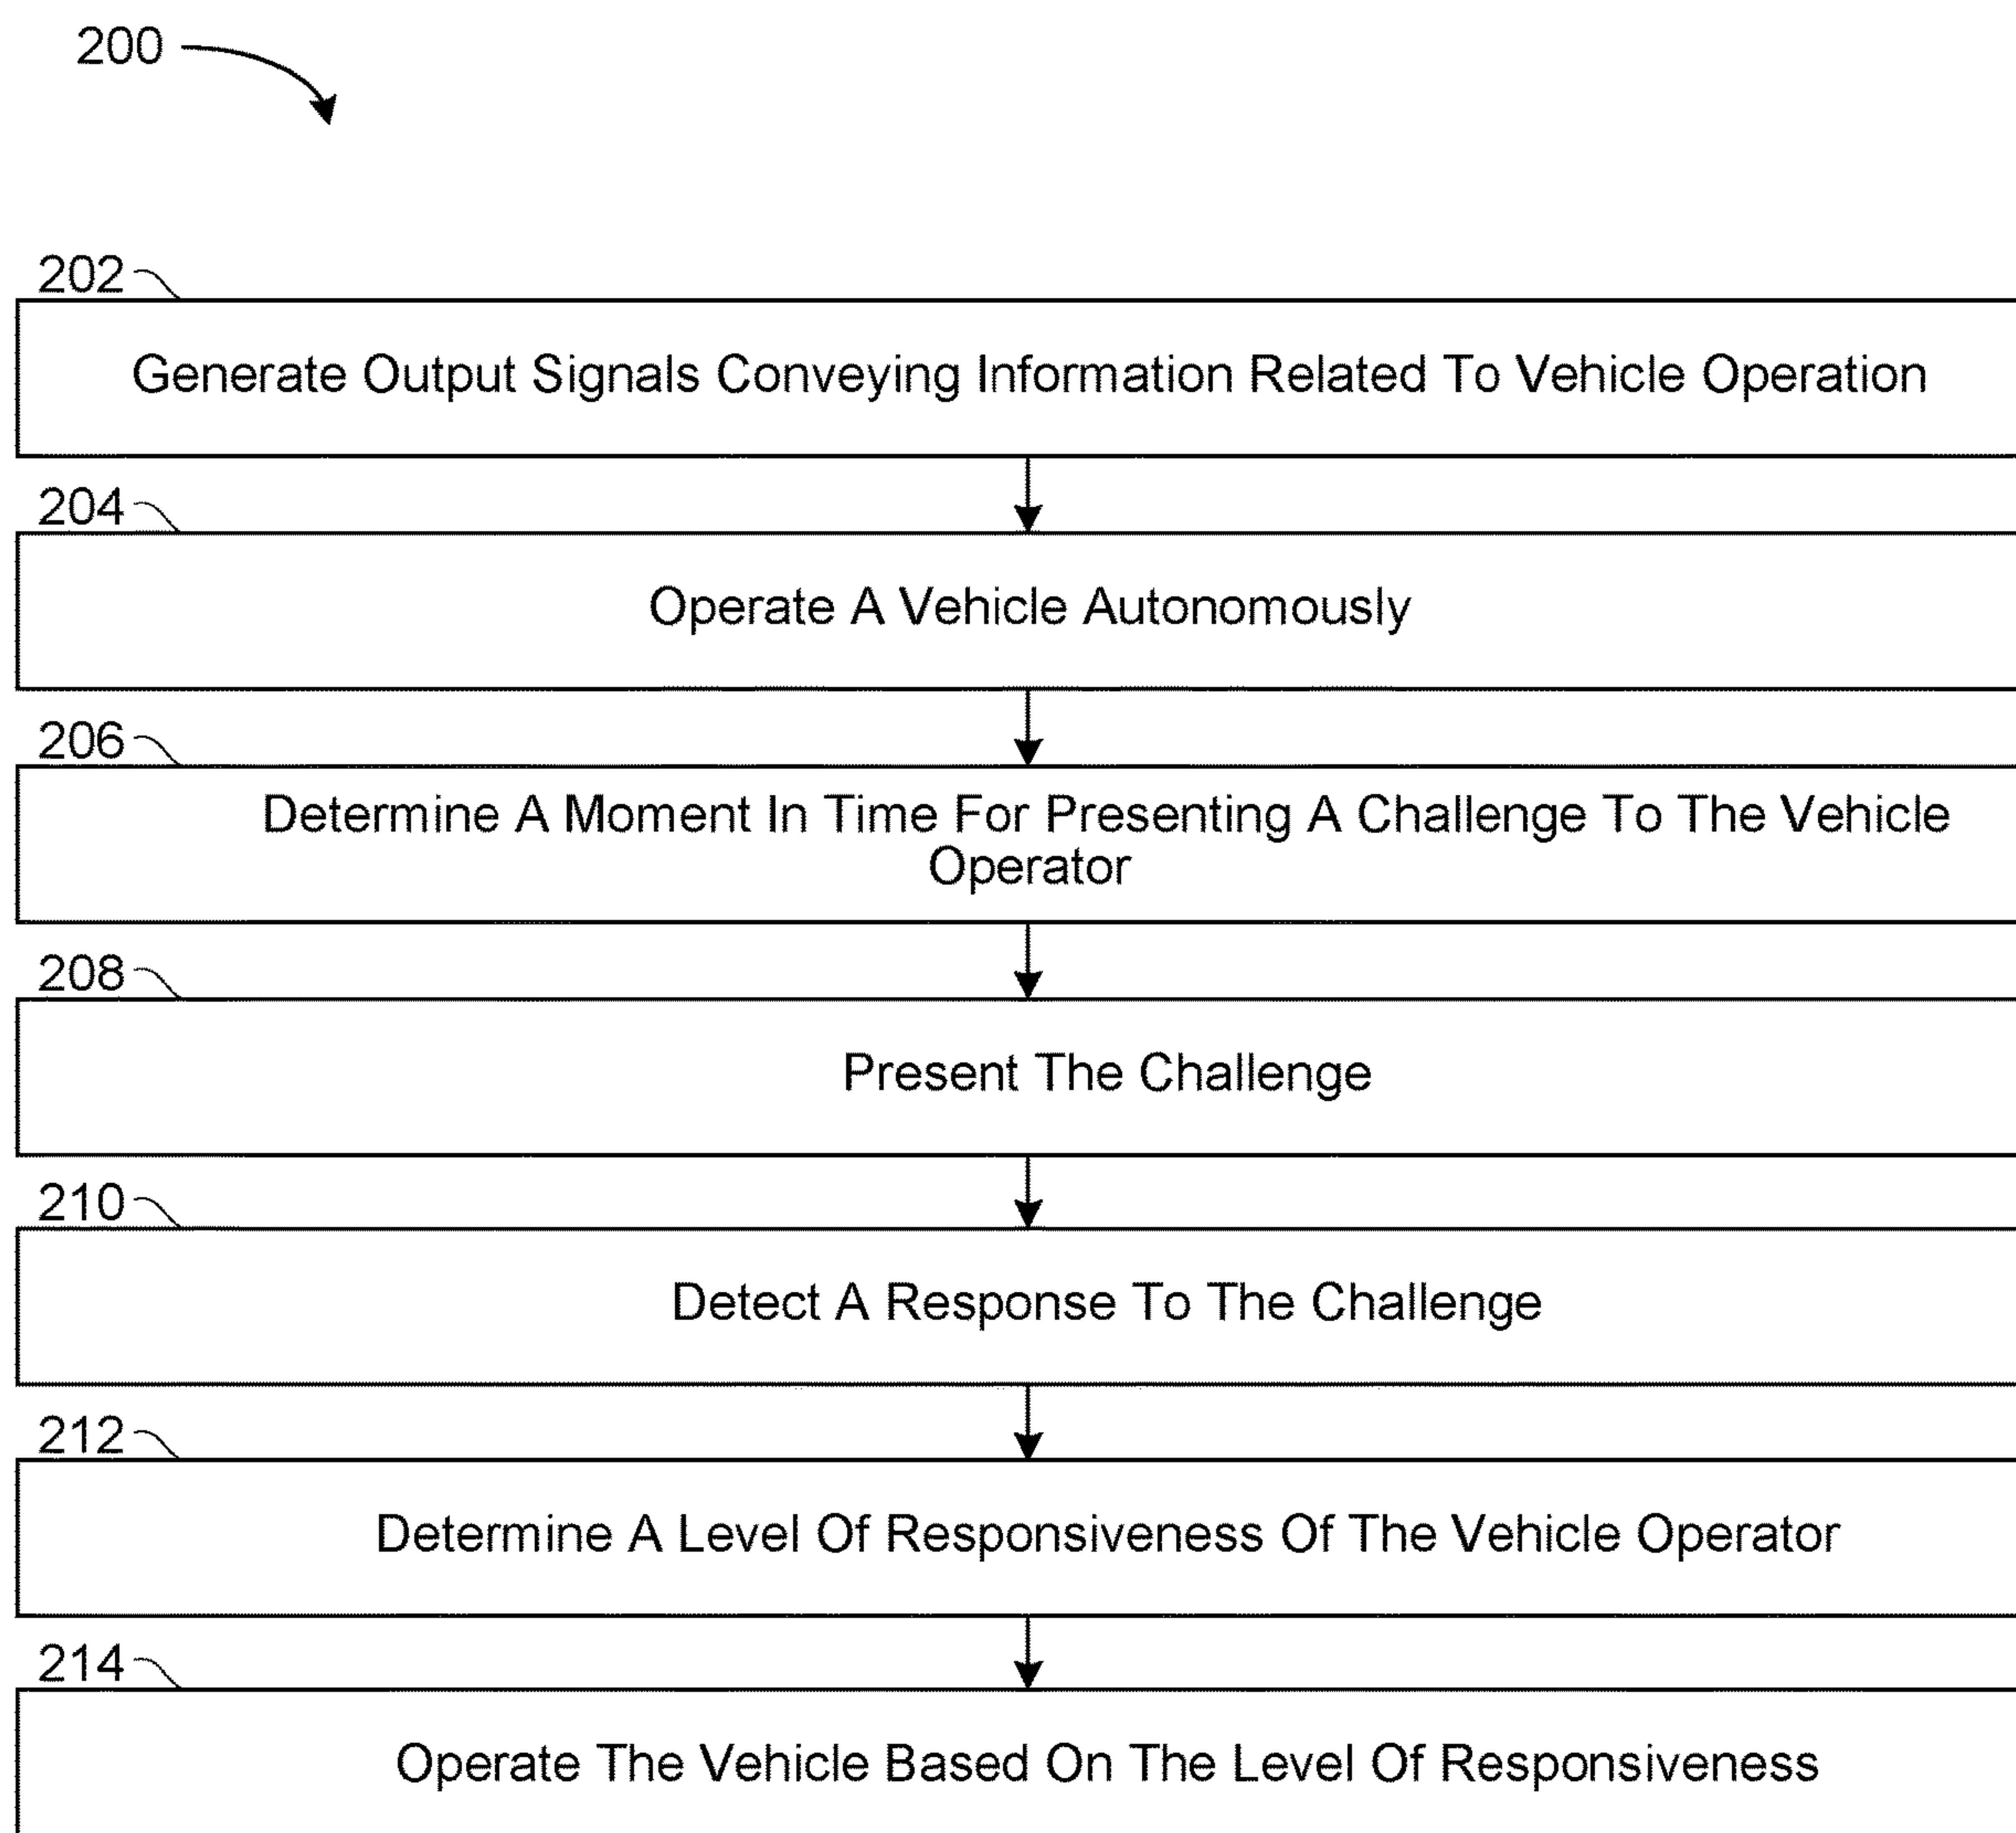 200
202
Generate Output Signals Conveying Information Related To Vehicle Operation
204
Operate A Vehicle Autonomously
206
Determine A Moment In Time For Presenting A Challenge To The Vehicle
Operator
208
Present The Challenge
210
Detect A Response To The Challenge
212
Determine A Level Of Responsiveness Of The Vehicle Operator
214
Operate The Vehicle Based On The Level Of Responsiveness